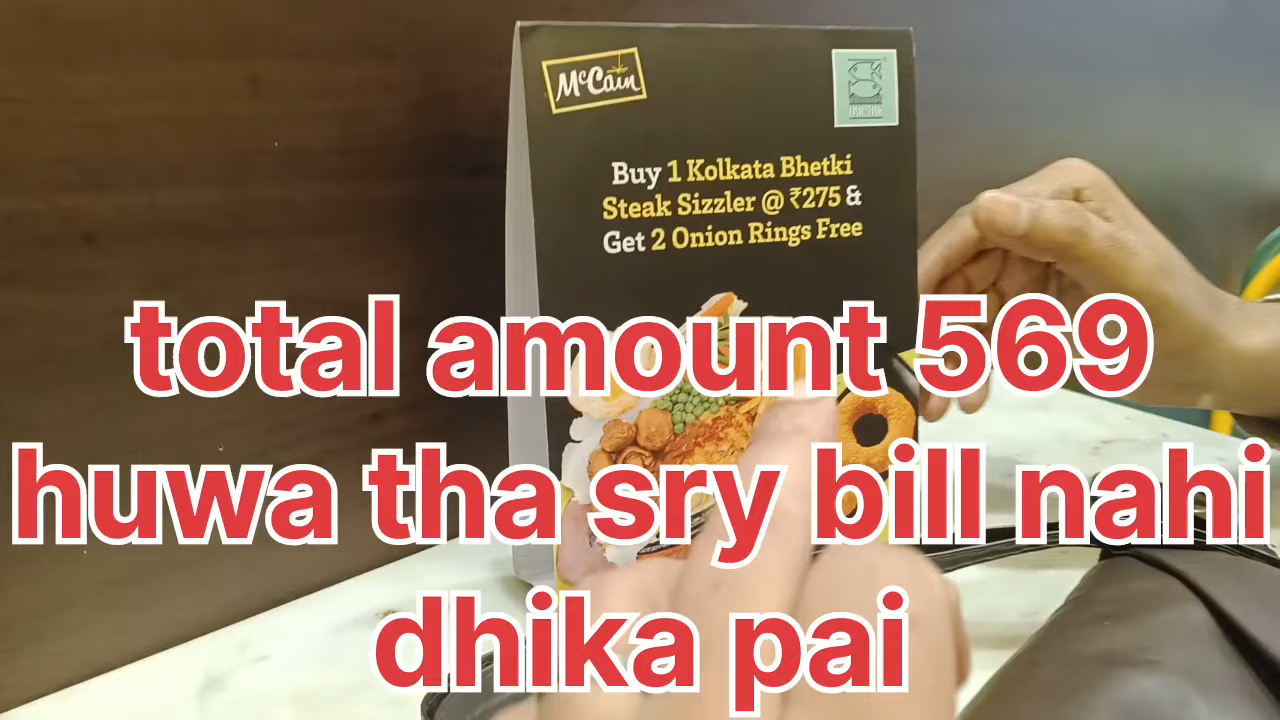 McCain
Buy 1 Kolkata Bhetki
Steak Sizzler @ ₹275 &
Get 2 Onion Rings Free
total amount 569
huwa tha sry bill nahi
dhika pai